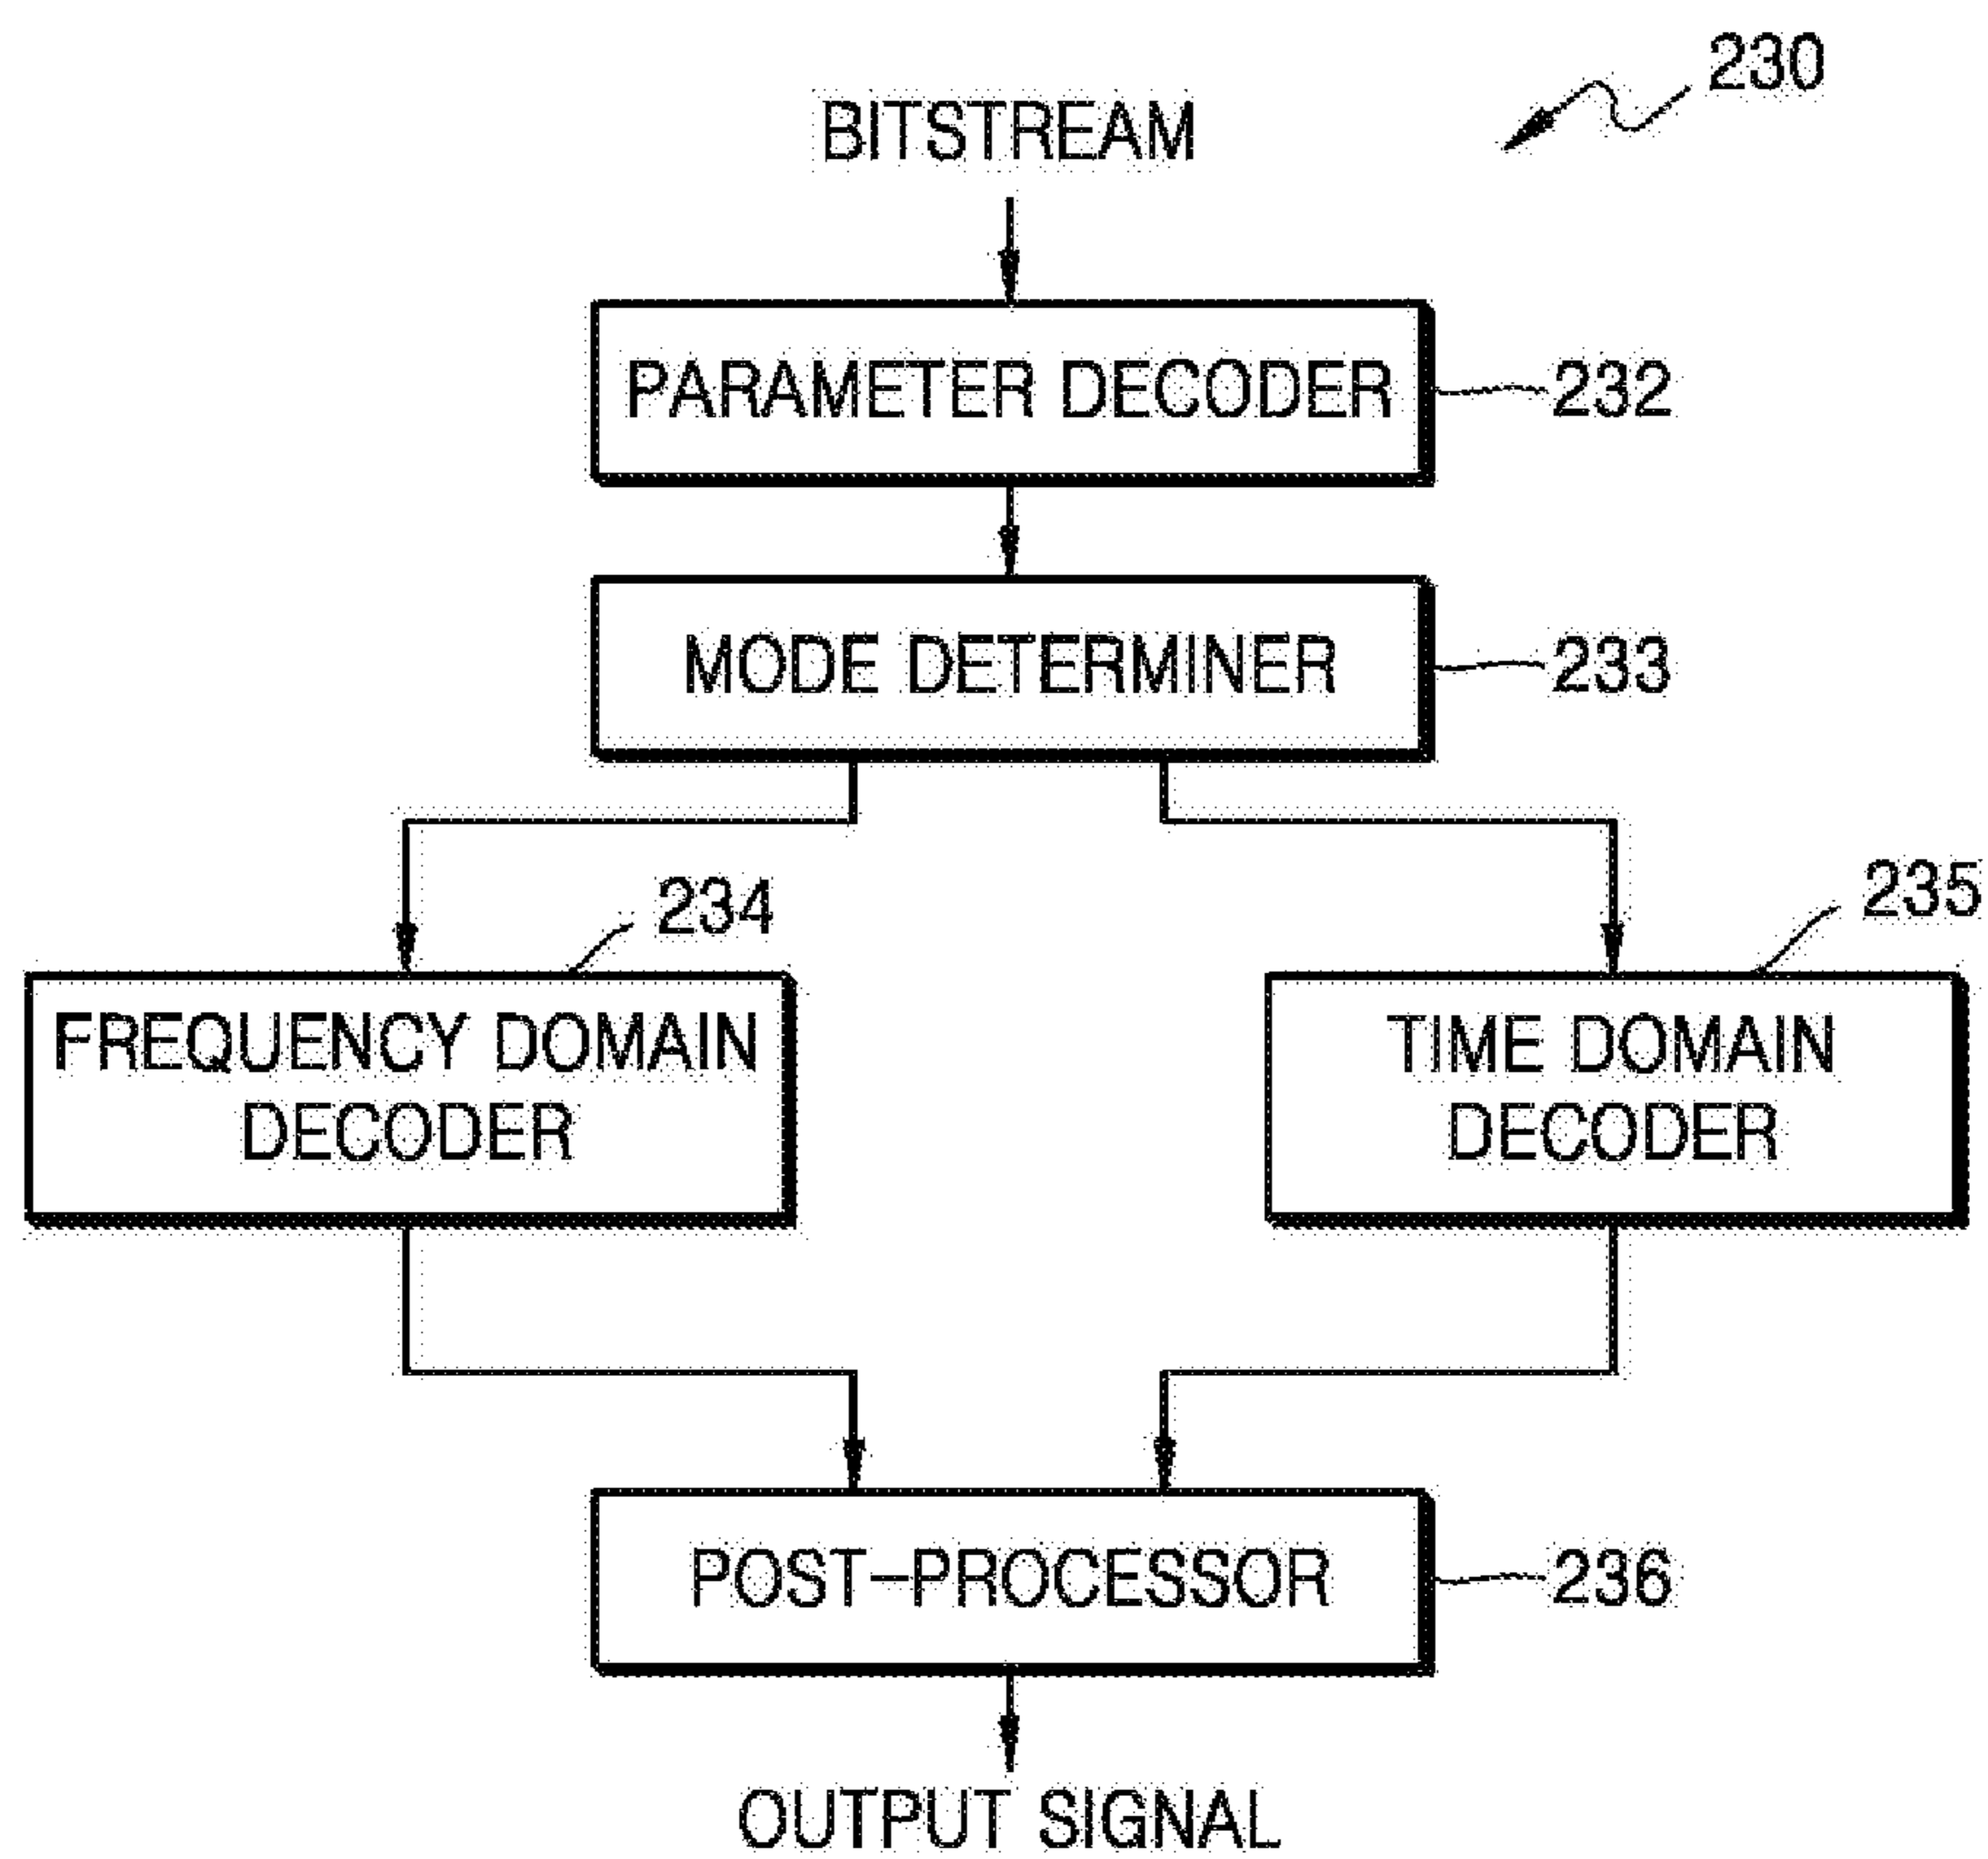 230
BITSTREAM
PARAMETER DECODER
232
MODE DETERMINER
233
234
235
FREQUENCY DOMAIN
DECODER
TIME DOMAIN
DECODER
POST-PROCESSOR
236
OUTPUT SIGNAL